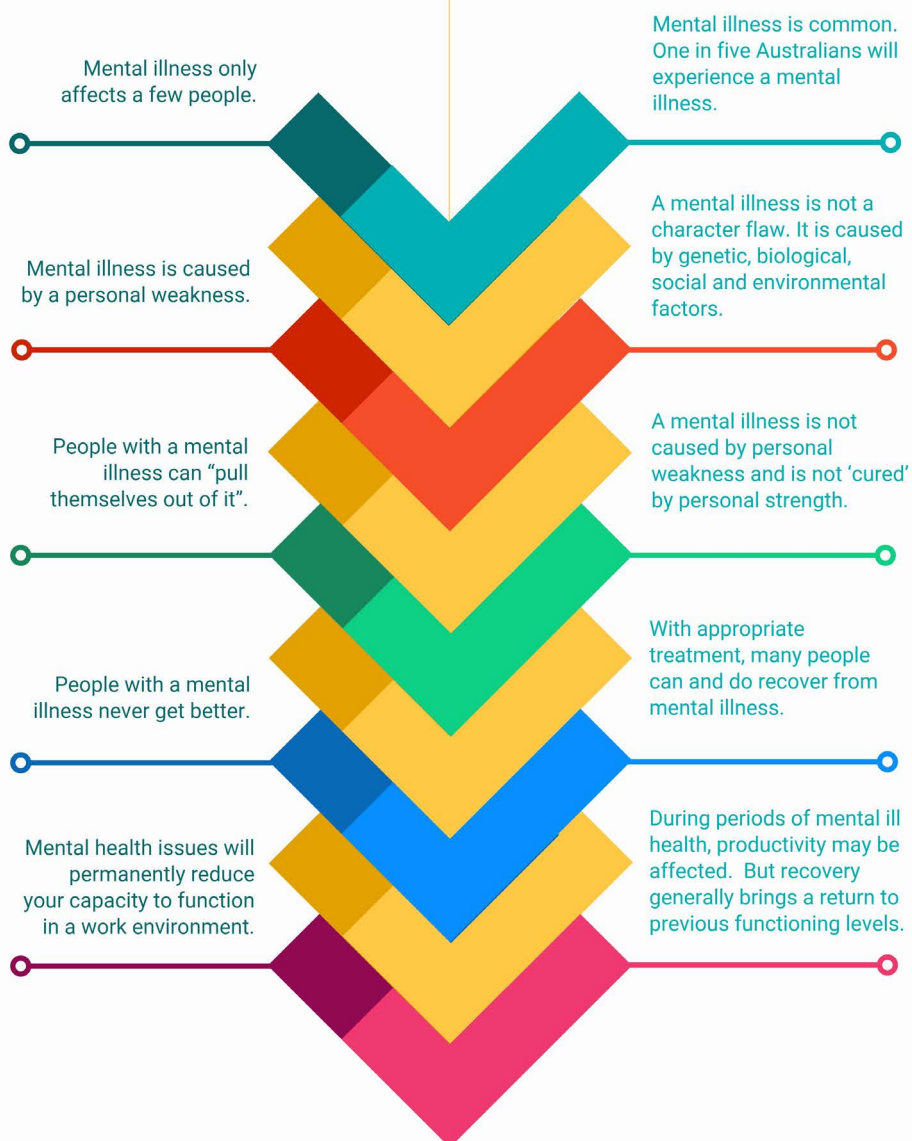 Mental illness only
affects a few people.
Mental illness is common.
One in five Australians will
experience a mental
illness.
Mental illness is caused
by a personal weakness.
A mental illness is not a
character flaw. It is caused
by genetic, biological,
social and environmental
factors.
People with a mental
illness can “pull
themselves out of it”.
A mental illness is not
caused by personal
weakness and is not ‘cured’
by personal strength.
People with a mental
illness never get better.
With appropriate
treatment, many people
can and do recover from
mental illness.
Mental health issues will
permanently reduce
your capacity to function
in a work environment.
During periods of mental ill
health, productivity may be
affected.  But recovery
generally brings a return to
previous functioning levels.